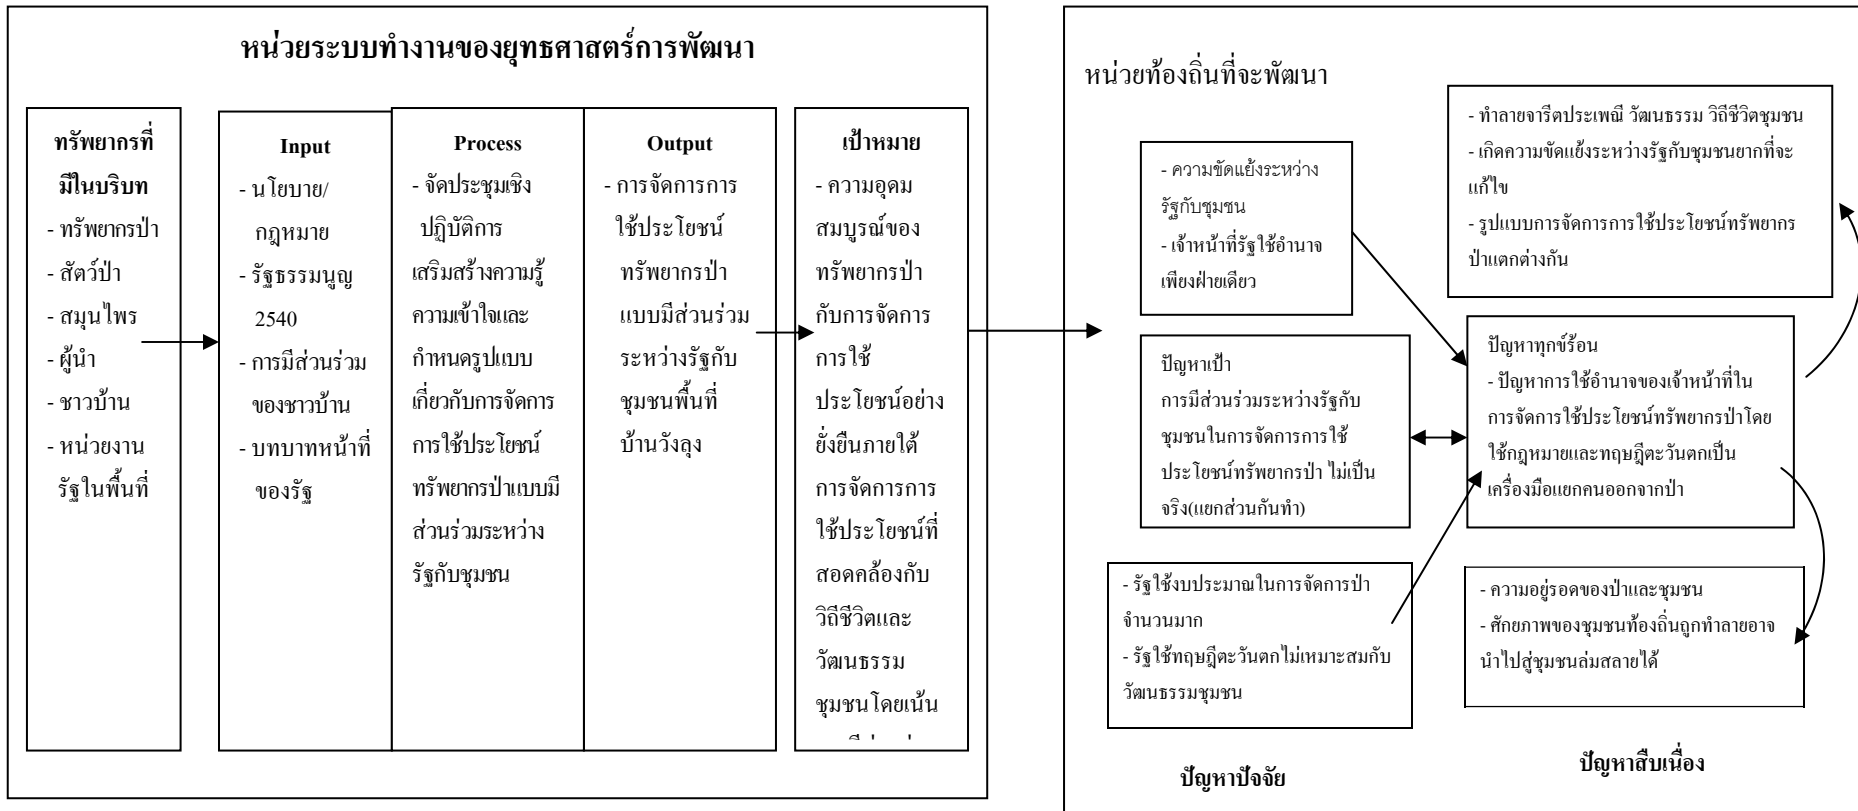 หน่วยระบบทำงานของยุทธศาสตร์การพัฒนา
ทรัพยากรที่
มีในบริบท
- ทรัพยากรป่า
- สัตว์ป่า
- สมุนไพร
- ผู้นำ
- ชาวบ้าน
- หน่วยงาน
รัฐในพื้นที่
Input
- นโยบาย/
กฎหมาย
- รัฐธรรมนูญ
2540
- การมีส่วนร่วม
ของชาวบ้าน
- บทบาทหน้าที่
ของรัฐ
Process
- จัดประชุมเชิง
ปฏิบัติการ
เสริมสร้างความรู้
ความเข้าใจและ
กำหนดรูปแบบ
เกี่ยวกับการจัดการ
การใช้ประโยชน์
ทรัพยากรป่าแบบมี
ส่วนร่วมระหว่าง
รัฐกับชุมชน
Output
- การจัดการการ
ใช้ประโยชน์
ทรัพยากรป่า
แบบมีส่วนร่วม
ระหว่างรัฐกับ
ชุมชนพื้นที่
บ้านวังลุง
เป้าหมาย
- ความอุดม
สมบูรณ์ของ
ทรัพยากรป่า
กับการจัดการ
การใช้
ประโยชน์อย่าง
ยั่งยืนภายใต้
การจัดการการ
ใช้ประโยชน์ที่
สอดคล้องกับ
วิถีชีวิตและ
วัฒนธรรม
ชุมชนโดยเน้น
หน่วยท้องถิ่นที่จะพัฒนา
- ความขัดแย้งระหว่าง
รัฐกับชุมชน
- เจ้าหน้าที่รัฐใช้อำนาจ
เพียงฝ่ายเดียว
ปัญหาเป้า
การมีส่วนร่วมระหว่างรัฐกับ
ชุมชนในการจัดการการใช้
ประโยชน์ทรัพยากรป่า ไม่เป็น
จริง(แยกส่วนกันทำ)
- รัฐใช้งบประมาณในการจัดการป่า
จำนวนมาก
- รัฐใช้ทฤษฎีตะวันตกไม่เหมาะสมกับ
วัฒนธรรมชุมชน
ปัญหาปัจจัย
- ทำลายจารีตประเพณี วัฒนธรรม วิถีชีวิตชุมชน
- เกิดความขัดแย้งระหว่างรัฐกับชุมชนยากที่จะ
แก้ไข
- รูปแบบการจัดการการใช้ประโยชน์ทรัพยากร
ป่าแตกต่างกัน
ปัญหาทุกข์ร้อน
- ปัญหาการใช้อำนาจของเจ้าหน้าที่ใน
การจัดการใช้ประโยชน์ทรัพยากรป่าโดย
ใช้กฎหมายและทฤษฎีตะวันตกเป็น
เครื่องมือแยกคนออกจากป่า
- ความอยู่รอดของป่าและชุมชน
- ศักยภาพของชุมชนท้องถิ่นถูกทำลายอาจ
นำไปสู่ชุมชนล่มสลายได้
ปัญหาสืบเนื่อง